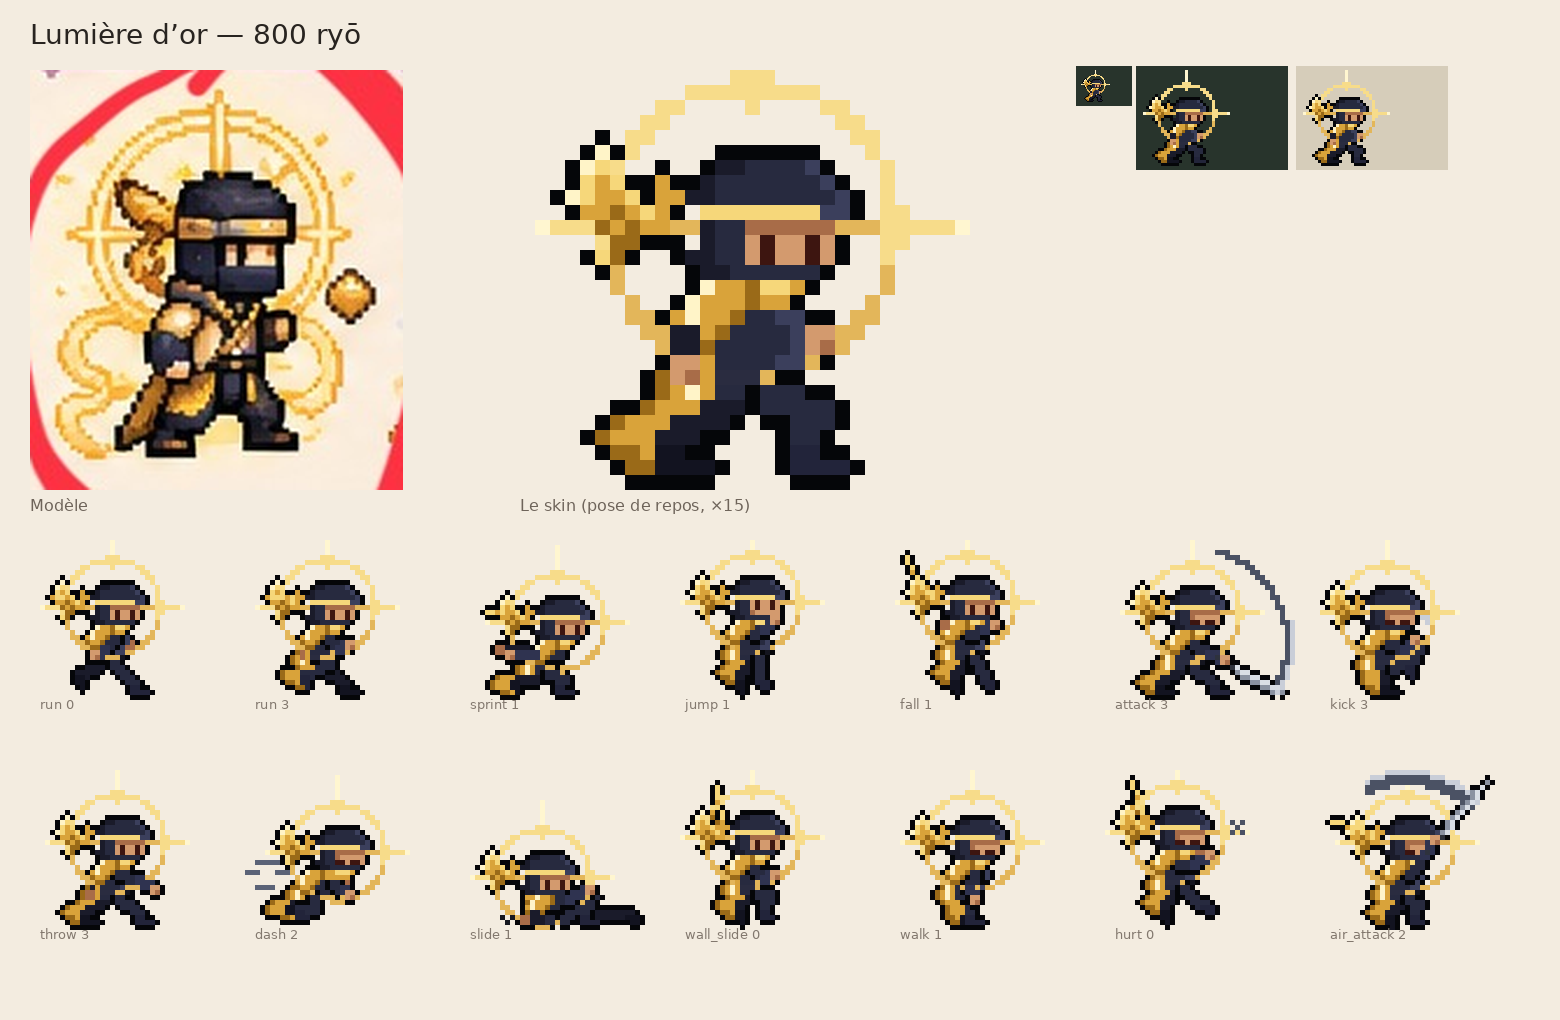 Lumière d’or — 800 ryō
Modèle
Le skin (pose de repos, ×15)
run 0
run 3
sprint 1
jump 1
fall 1
attack 3
kick 3
throw 3
dash 2
slide 1
wall_slide 0
walk 1
hurt 0
air_attack 2